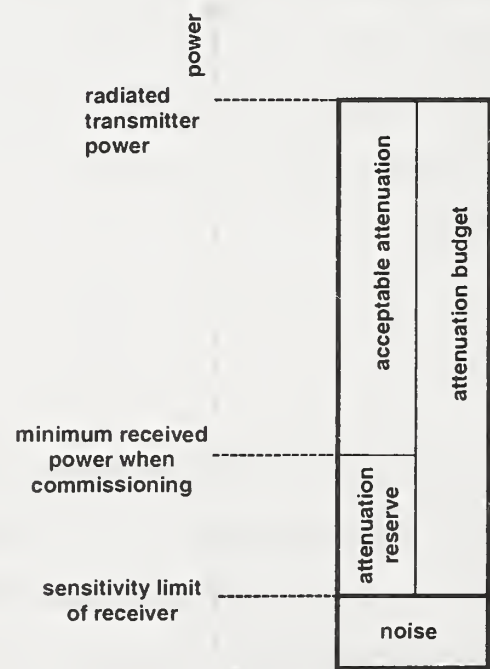 power
radiated
transmitter
power
acceptable attenuation
attenuation budget
minimum received
power when
commissioning
attenuation
reserve
sensitivity limit
of receiver
noise